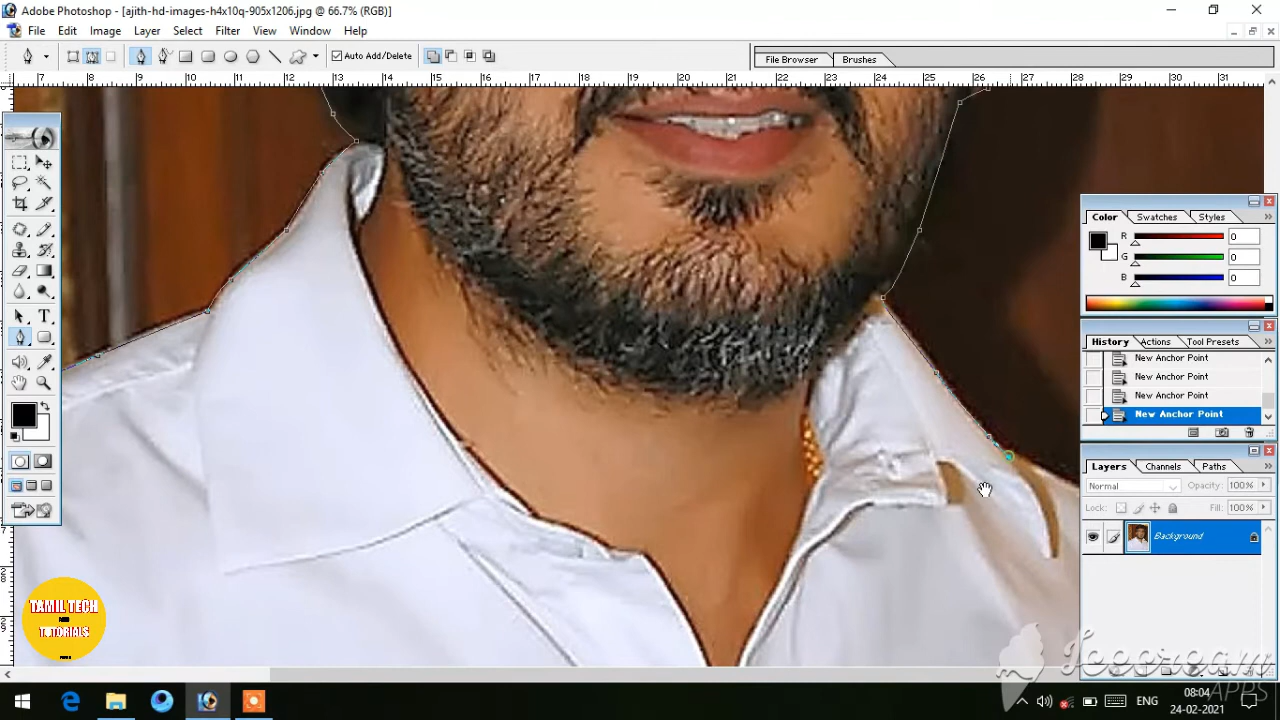 Adobe Photoshop - [ajith-hd-images-h4x10q-905x1206.jpg @ 66.7% (RGB)]
File Edit Image Layer Select Filter View Window Help
Auto Add/Delete
File Browser Brushes
7 8 9 10 11 12 13 14 15 16 17 18 19 20 21 22 23 24 25 26 27 28 29 30 31
Color Swatches Styles
R 0
G 0
B 0
History Actions Tool Presets
New Anchor Point
New Anchor Point
New Anchor Point
New Anchor Point
Layers Channels Paths
Normal Opacity: 100%
Lock: Fill: 100%
Background
TAMIL TECH
TUTORIALS
Icecream
APPS
ENG
08:04
24-02-2021